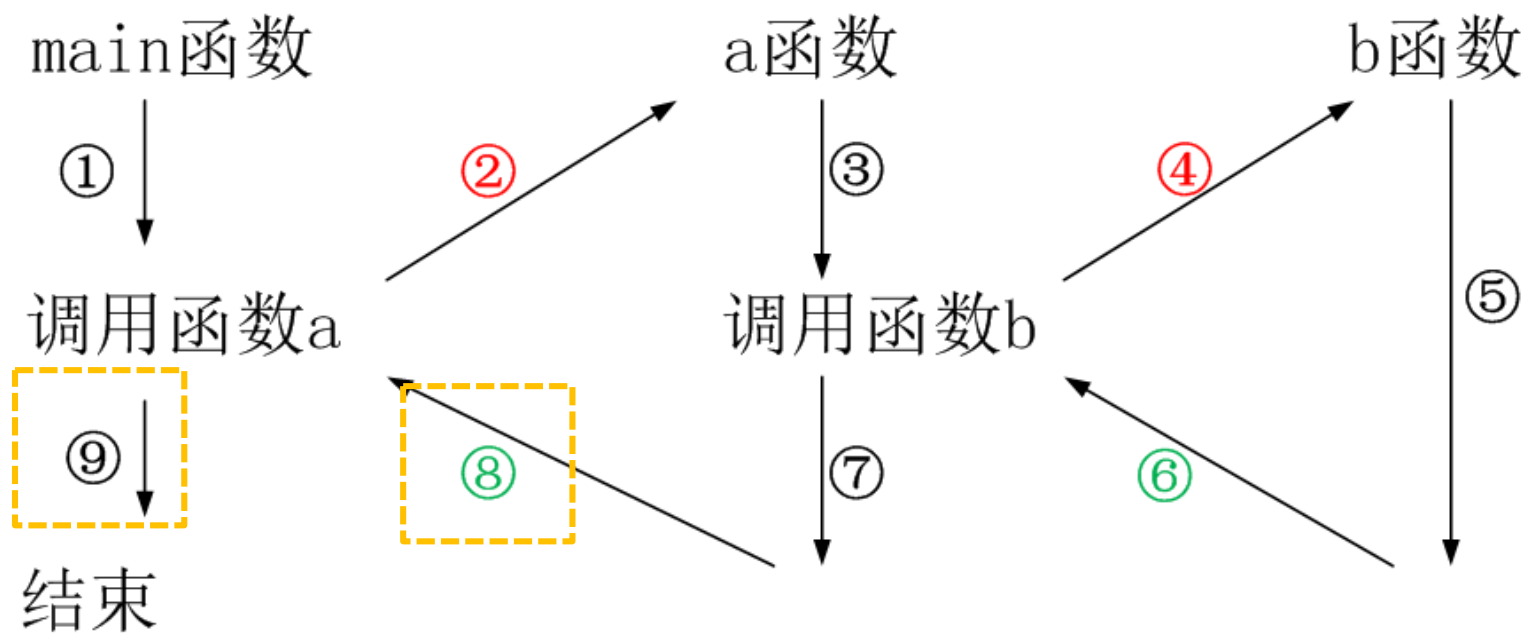 main函数 a函数 b函数
① ② ③ ④
调用函数a 调用函数b ⑤
⑨ ⑧ ⑦ ⑥
结束